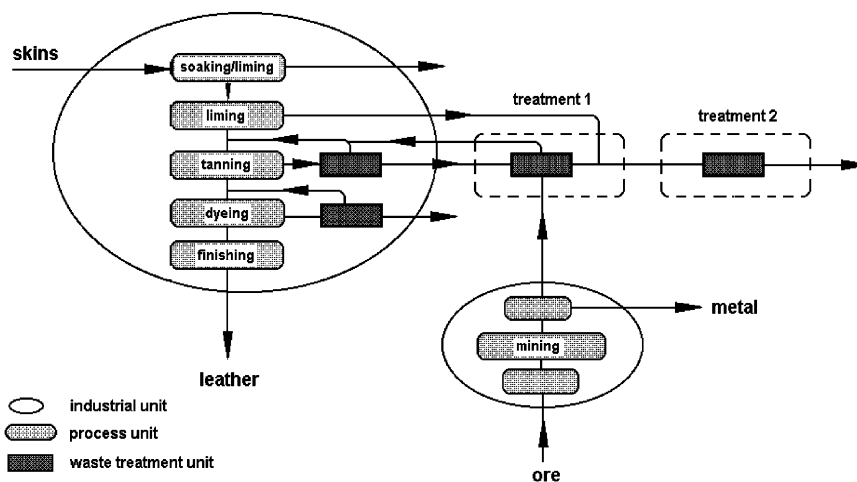 skins
soaking/liming
liming
tanning
dyeing
finishing
leather
treatment 1
treatment 2
metal
mining
ore
industrial unit
process unit
waste treatment unit